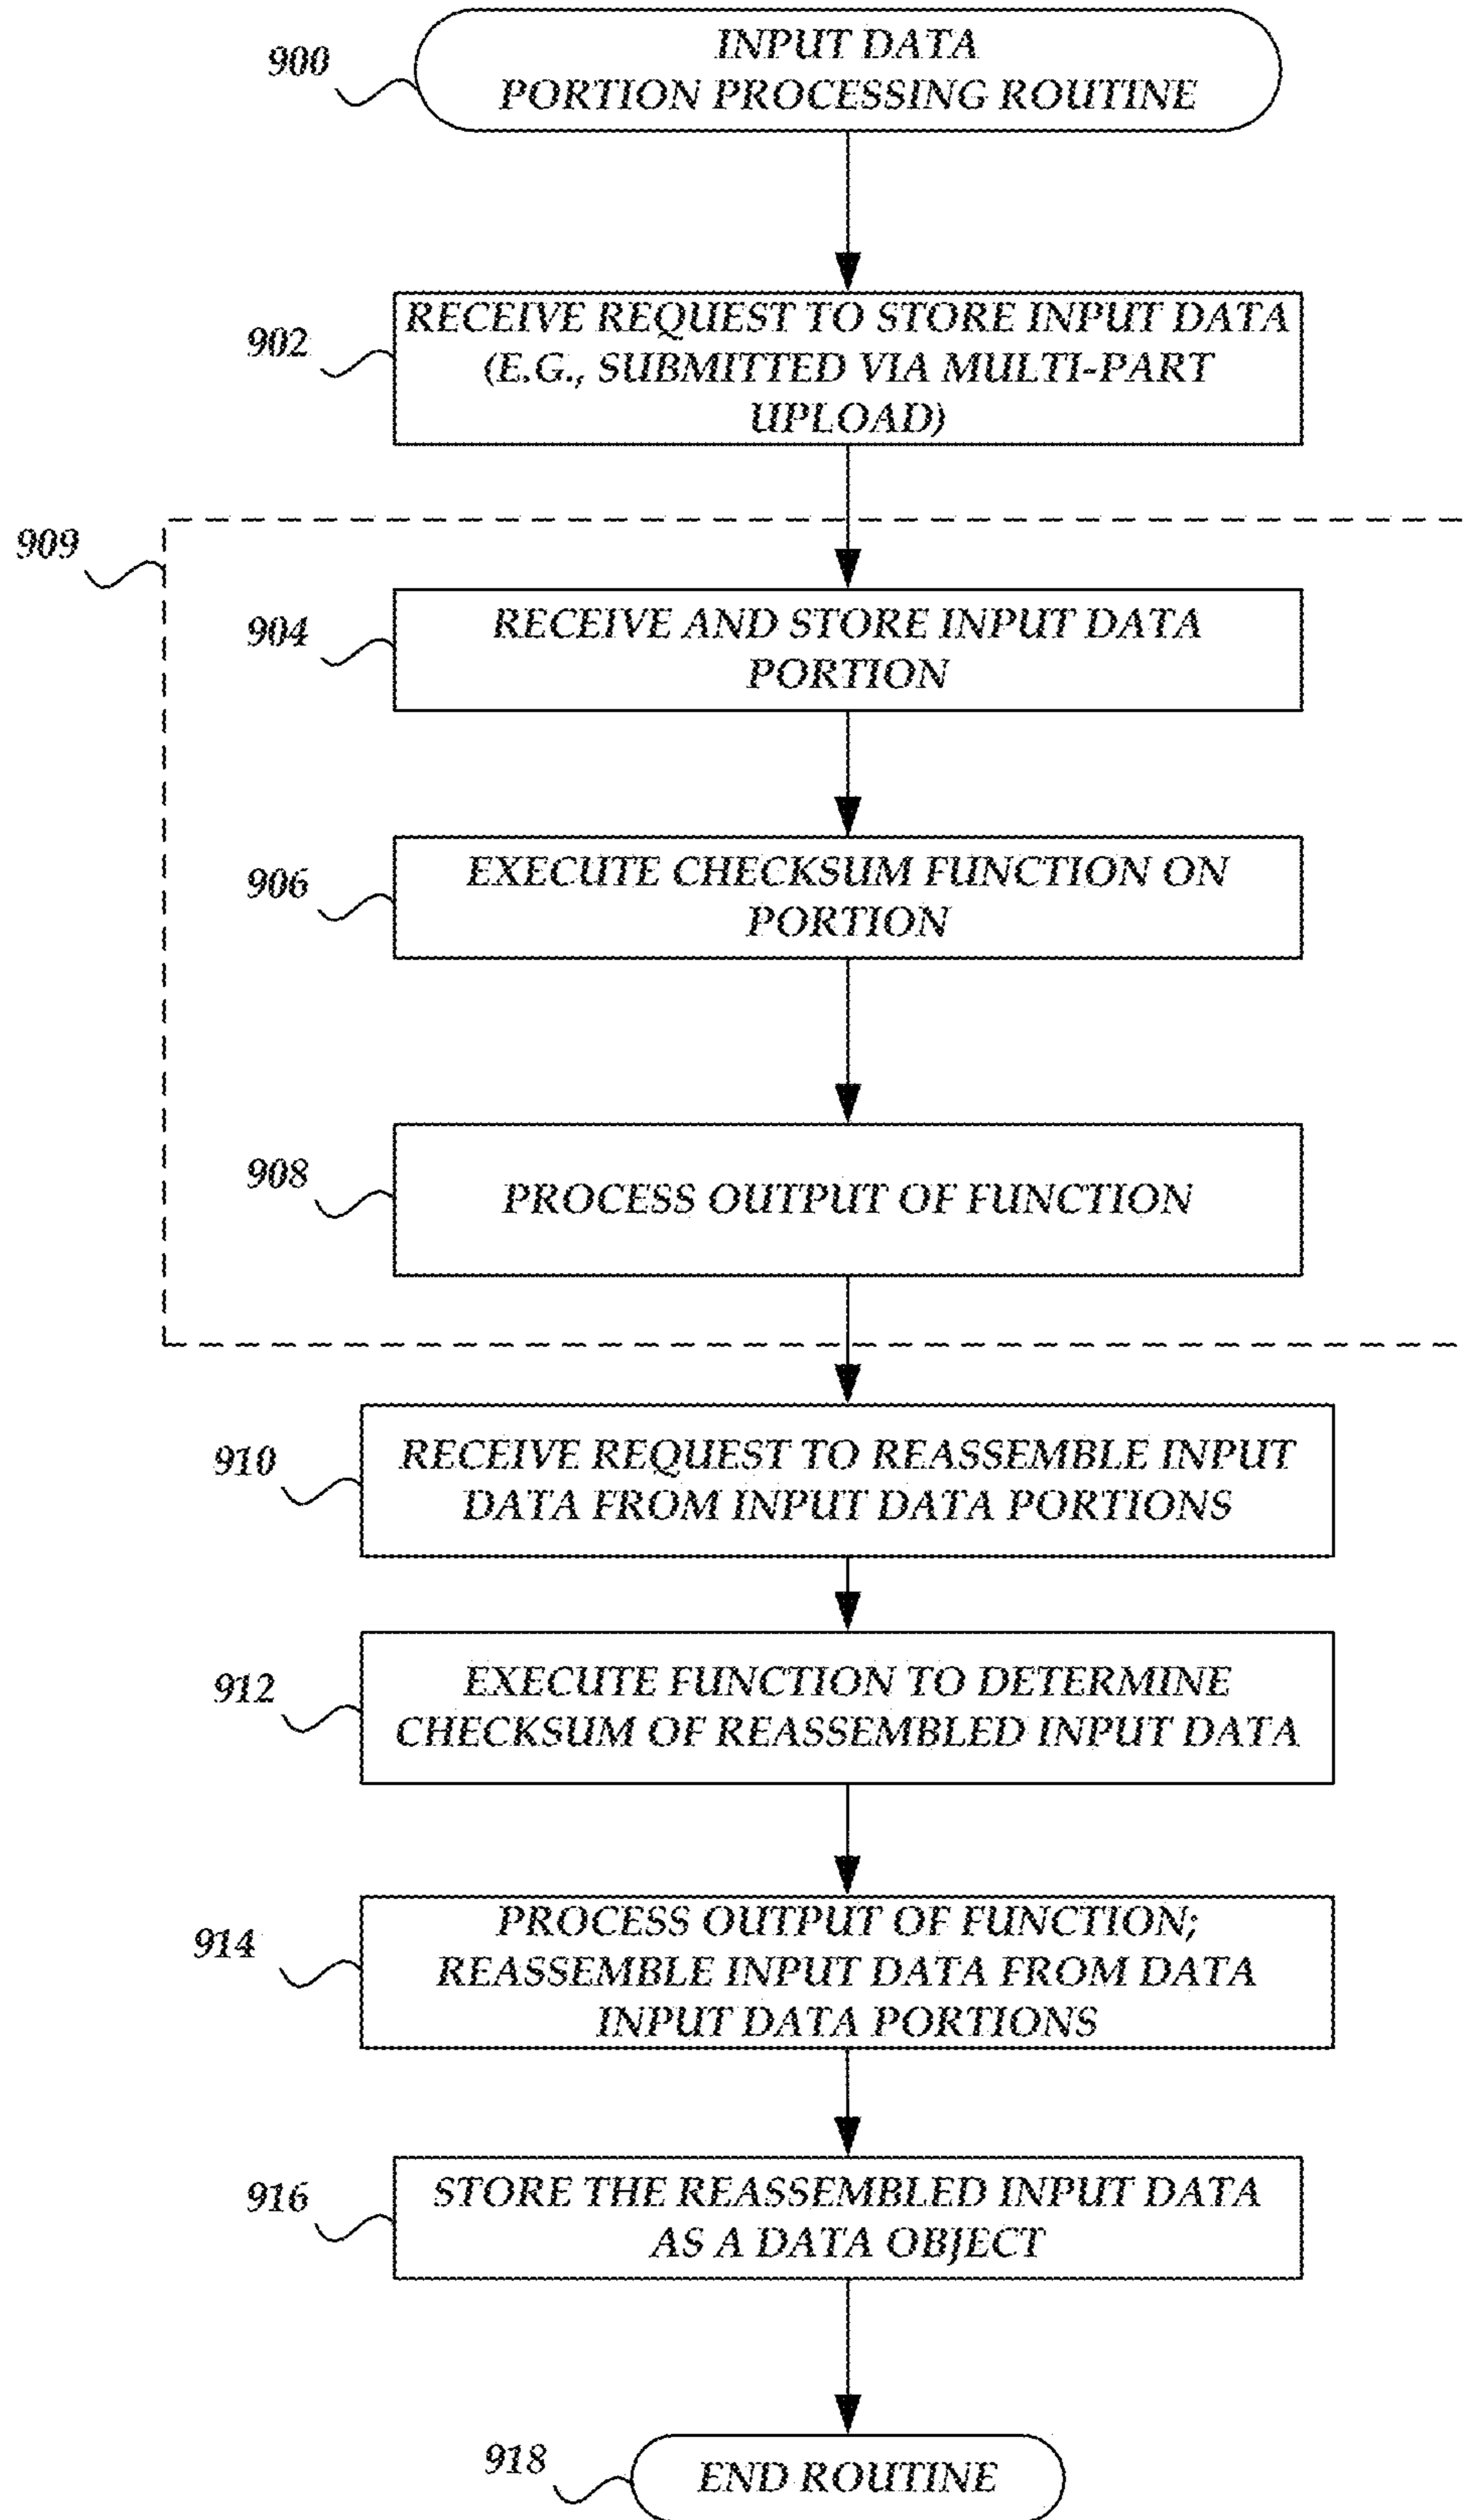 900
INPUT DATA
PORTION PROCESSING ROUTINE
902
RECEIVE REQUEST TO STORE INPUT DATA
(E.G., SUBMITTED VIA MULTI-PART
UPLOAD)
909
904
RECEIVE AND STORE INPUT DATA
PORTION
906
EXECUTE CHECKSUM FUNCTION ON
PORTION
908
PROCESS OUTPUT OF FUNCTION
910
RECEIVE REQUEST TO REASSEMBLE INPUT
DATA FROM INPUT DATA PORTIONS
912
EXECUTE FUNCTION TO DETERMINE
CHECKSUM OF REASSEMBLED INPUT DATA
914
PROCESS OUTPUT OF FUNCTION;
REASSEMBLE INPUT DATA FROM DATA
INPUT DATA PORTIONS
916
STORE THE REASSEMBLED INPUT DATA
AS A DATA OBJECT
918
END ROUTINE